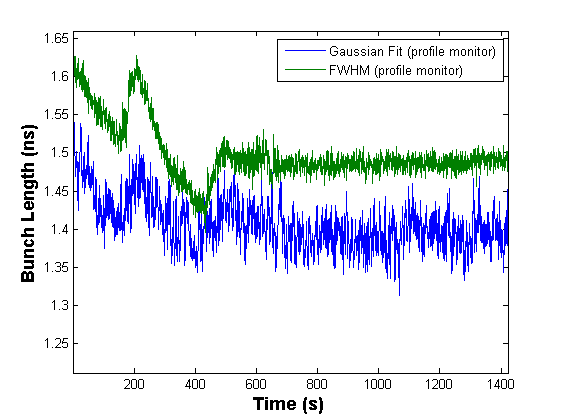 Gaussian Fit (profile monitor)
FWHM (profile monitor)
1.65
1.6
1.55
1.5
1.45
1.4
1.35
1.3
1.25
Bunch Length (ns)
200 400 600 800 1000 1200 1400
Time (s)